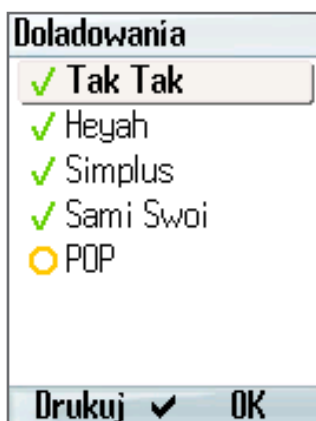 Doladowania
Tak Tak
Heyah
Simplus
Sami Swoi
POP
Drukuj OK